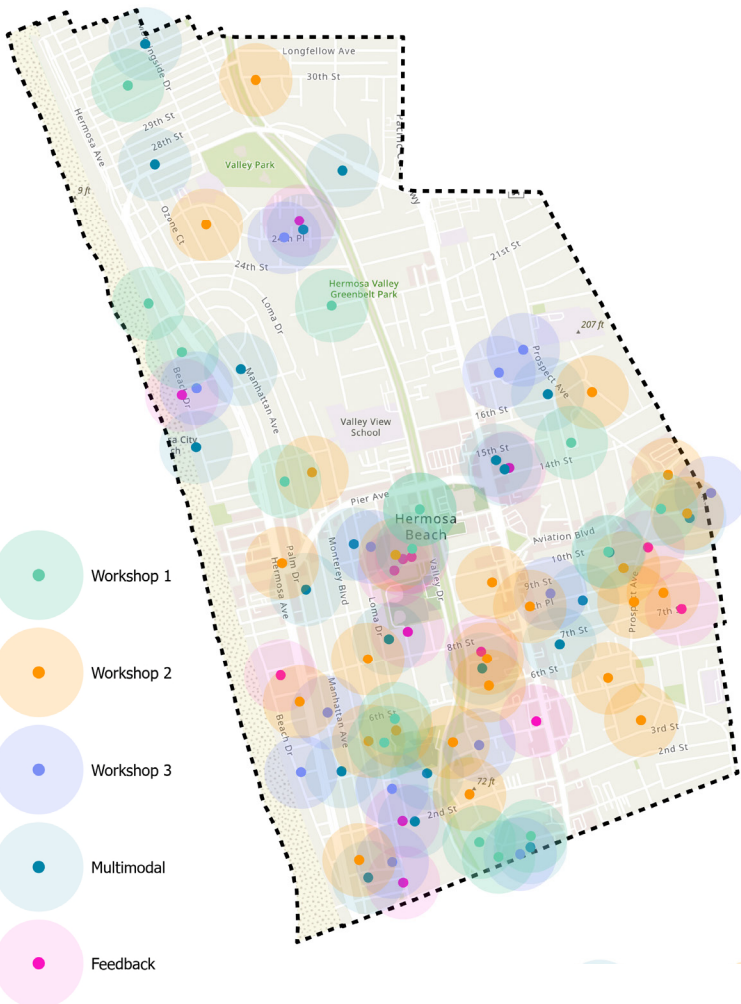 Longfellow Ave
30th St
29th St
28th St
Hermosa Ave
Valley Park
9 ft
Ozone Ct
24th St
21st St
Hermosa Valley
Greenbelt Park
Loma Dr
207 ft
Prospect Ave
Beach Dr
Manhattan Ave
16th St
Valley View
School
15th St
14th St
Pier Ave
Hermosa
Beach
Aviation Blvd
10th St
Palm Dr
Hermosa Ave
Monterey Blvd
Loma Dr
Valley Dr
9th St
Prospect Ave
7th St
8th St
6th St
Manhattan Ave
Beach Dr
6th St
3rd St
2nd St
72 ft
2nd St
Workshop 1
Workshop 2
Workshop 3
Multimodal
Feedback